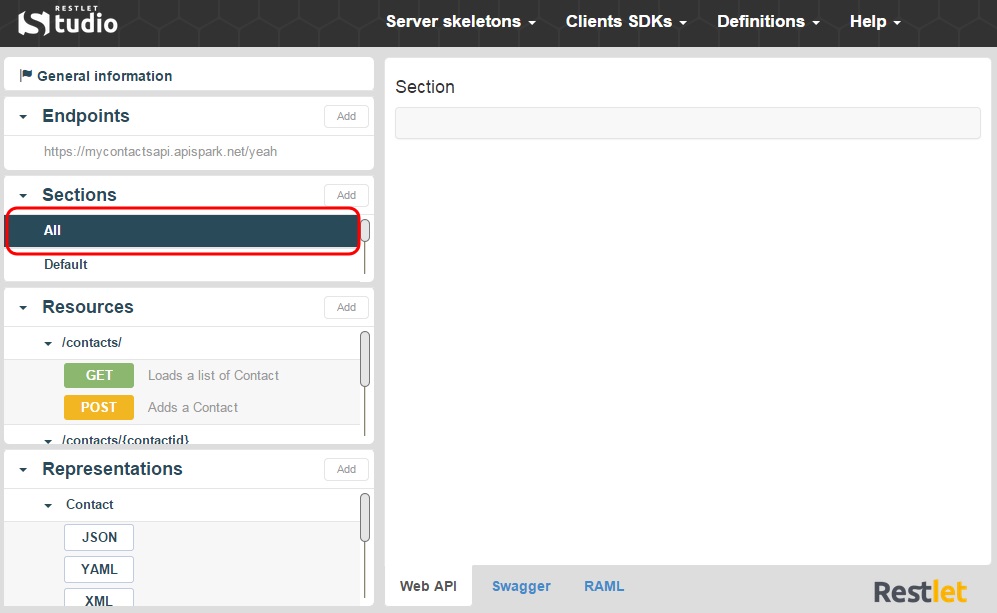 RESTLET
Studio
Server skeletons
Clients SDKs
Definitions
Help
General information
Endpoints
Add
https://mycontactsapi.apispark.net/yeah
Sections
Add
All
Default
Resources
Add
/contacts/
GET Loads a list of Contact
POST Adds a Contact
/contacts/{contactid}
Representations
Add
Contact
JSON
YAML
XML
Section
Web API
Swagger
RAML
Restlet